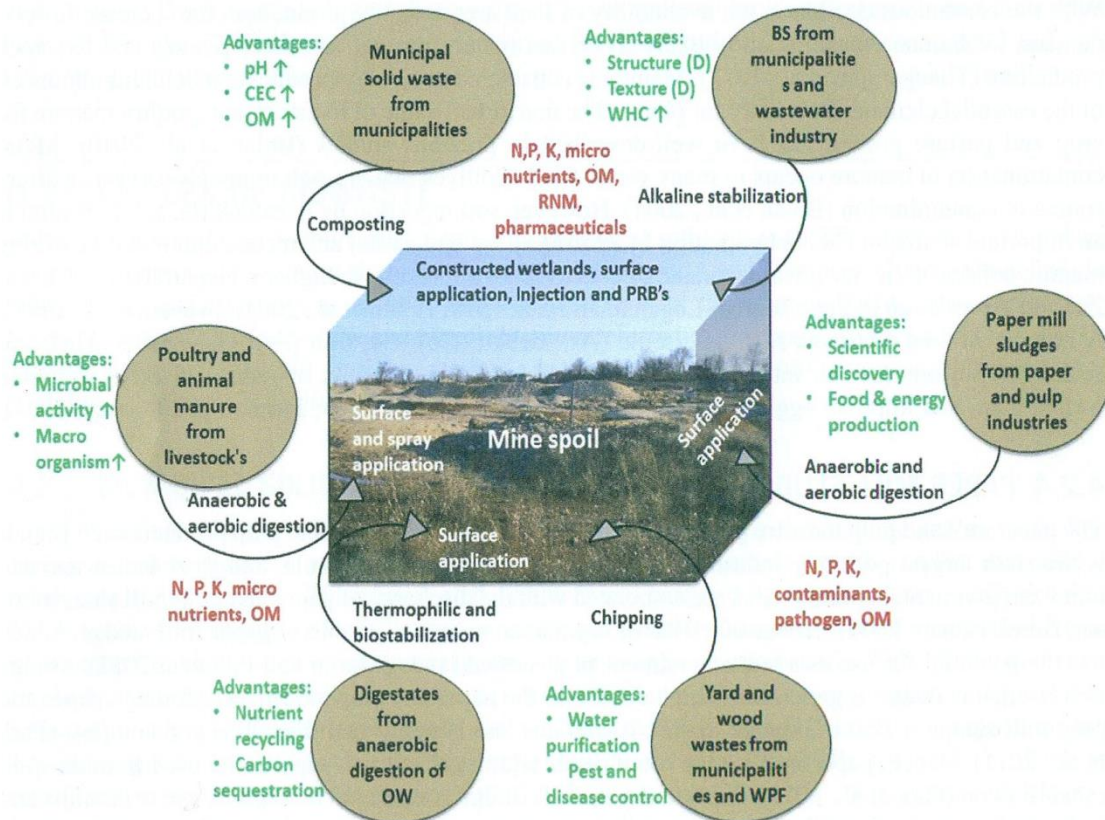 Advantages:
• pH ↑
• CEC ↑
• OM ↑
Municipal
solid waste
from
municipalities
Advantages:
• Structure (D)
• Texture (D)
• WHC ↑
BS from
municipalitie
s and
wastewater
industry
N,P, K, micro
nutrients, OM,
RNM,
pharmaceuticals
Composting
Alkaline stabilization
Constructed wetlands, surface
application, Injection and PRB's
Advantages:
• Microbial
activity ↑
• Macro
organism ↑
Poultry and
animal
manure
from
livestock's
Surface
and spray
application
Mine spoil
Surface
application
Advantages:
• Scientific
discovery
• Food & energy
production
Paper mill
sludges
from paper
and pulp
industries
Anaerobic &
aerobic digestion
Anaerobic and
aerobic digestion
Surface
application
N, P, K, micro
nutrients, OM
Thermophilic and
biostabilization
Chipping
N, P, K,
contaminants,
pathogen, OM
Advantages:
• Nutrient
recycling
• Carbon
sequestration
Digestates
from
anaerobic
digestion of
OW
Advantages:
• Water
purification
• Pest and
disease control
Yard and
wood
wastes from
municipaliti
es and WPF